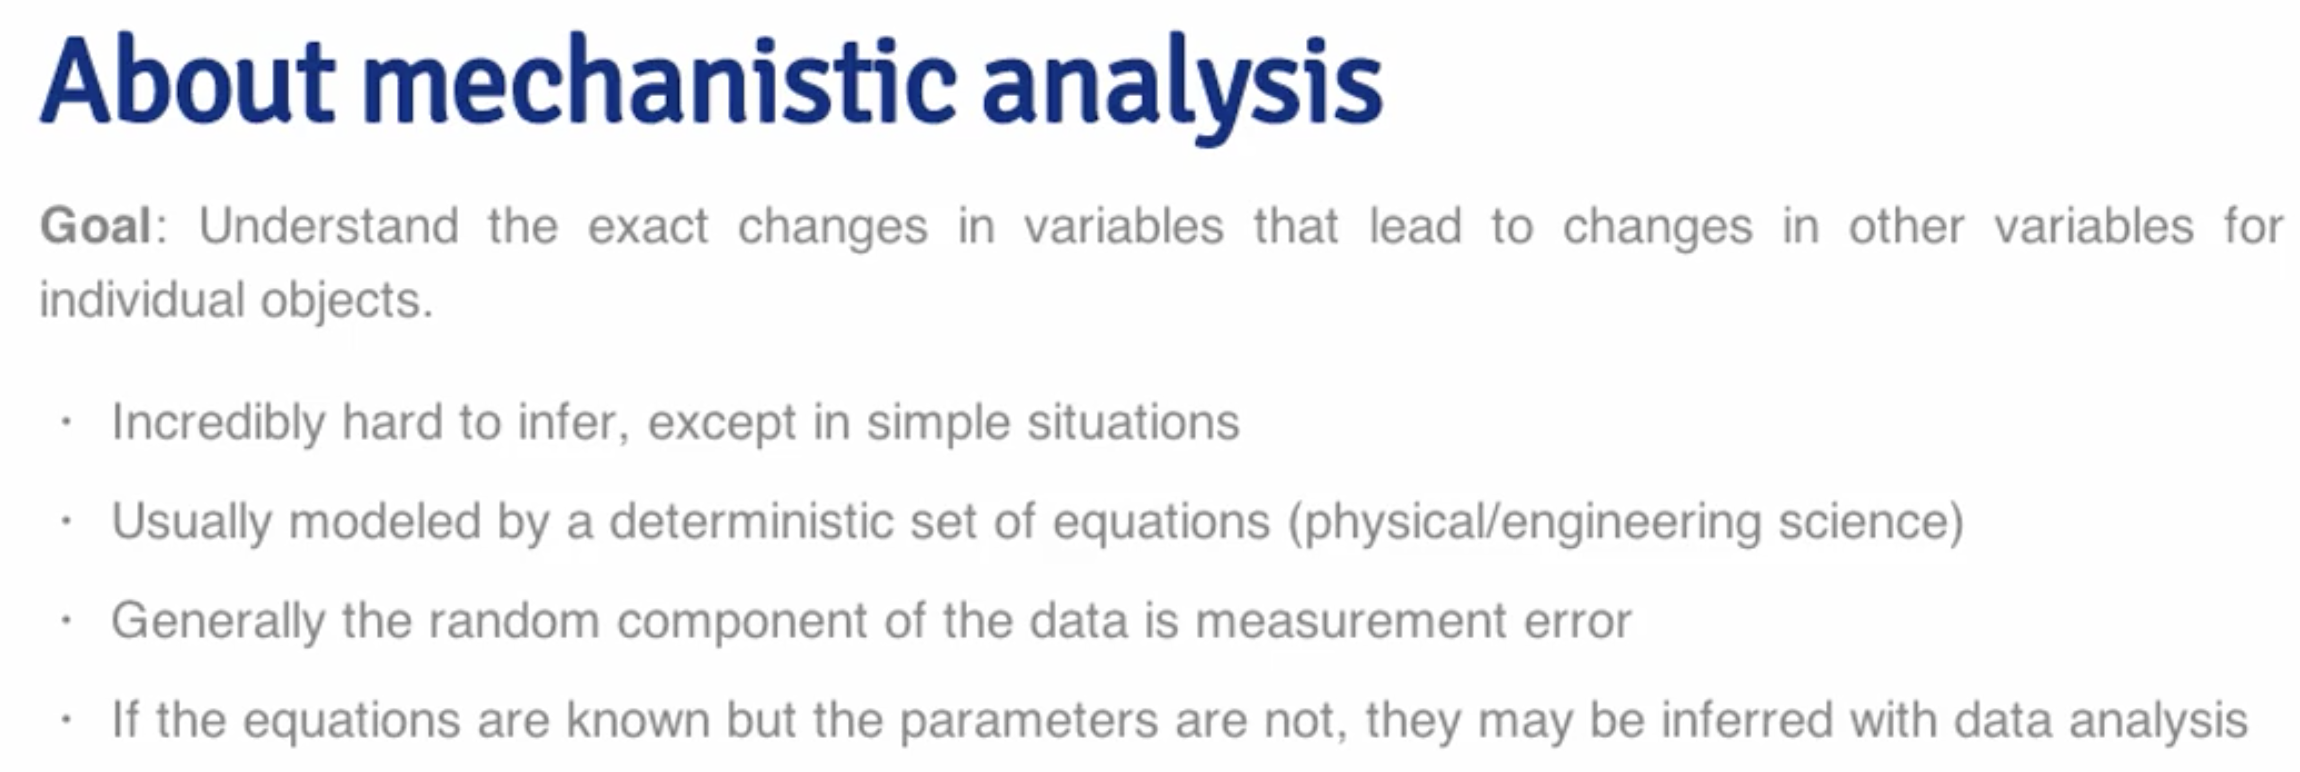 About mechanistic analysis
Goal: Understand the exact changes in variables that lead to changes in other variables for
individual objects.
· Incredibly hard to infer, except in simple situations
· Usually modeled by a deterministic set of equations (physical/engineering science)
· Generally the random component of the data is measurement error
· If the equations are known but the parameters are not, they may be inferred with data analysis